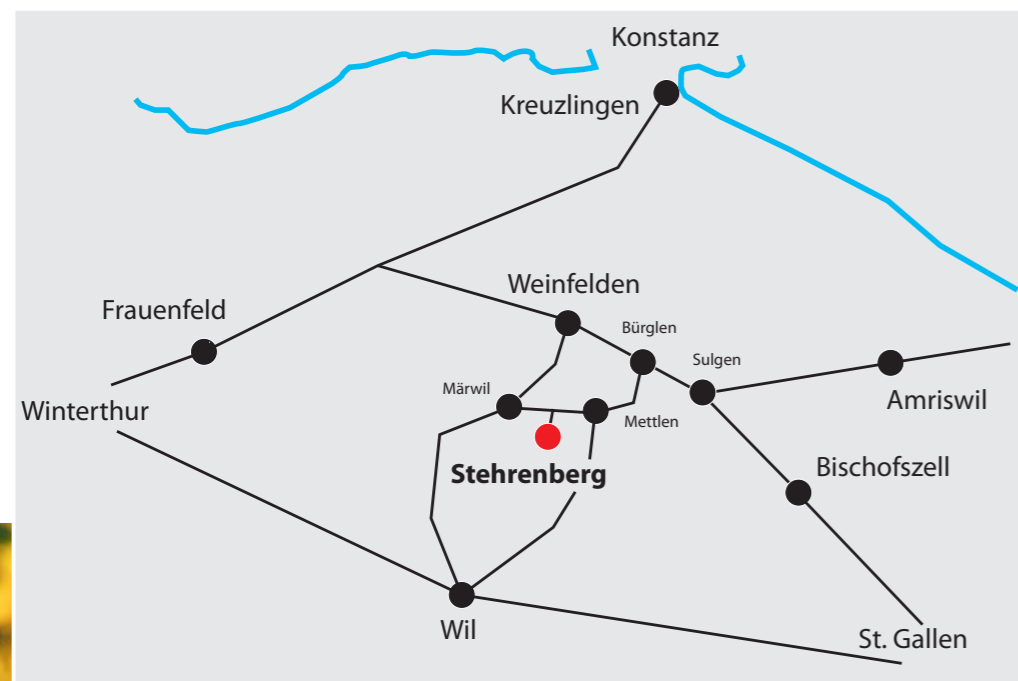 Konstanz
Kreuzlingen
Weinfelden
Frauenfeld
Bürglen
Sulgen
Märwil
Amriswil
Winterthur
Mettlen
Bischofszell
Stehrenberg
Wil
St. Gallen